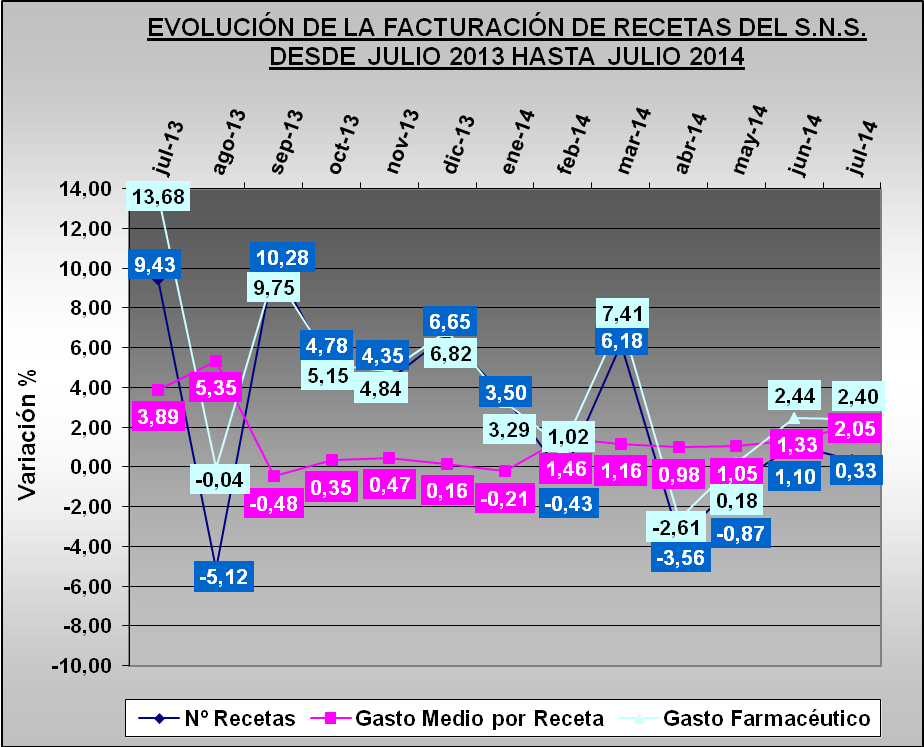 EVOLUCIÓN DE LA FACTURACIÓN DE RECETAS DEL S.N.S.
DESDE JULIO 2013 HASTA JULIO 2014
jul-13 ago-13 sep-13 oct-13 nov-13 dic-13 ene-14 feb-14 mar-14 abr-14 may-14 jun-14 jul-14
Variación %
14,00
12,00
10,00
8,00
6,00
4,00
2,00
0,00
-2,00
-4,00
-6,00
-8,00
-10,00
9,43 -5,12 10,28 4,78 4,35 6,65 3,50 -0,43 6,18 -3,56 -0,87 1,10 0,33
3,89 5,35 -0,48 0,35 0,47 0,16 -0,21 1,46 1,16 0,98 1,05 1,33 2,05
13,68 -0,04 9,75 5,15 4,84 6,82 3,29 1,02 7,41 -2,61 0,18 2,44 2,40
Nº Recetas Gasto Medio por Receta Gasto Farmacéutico